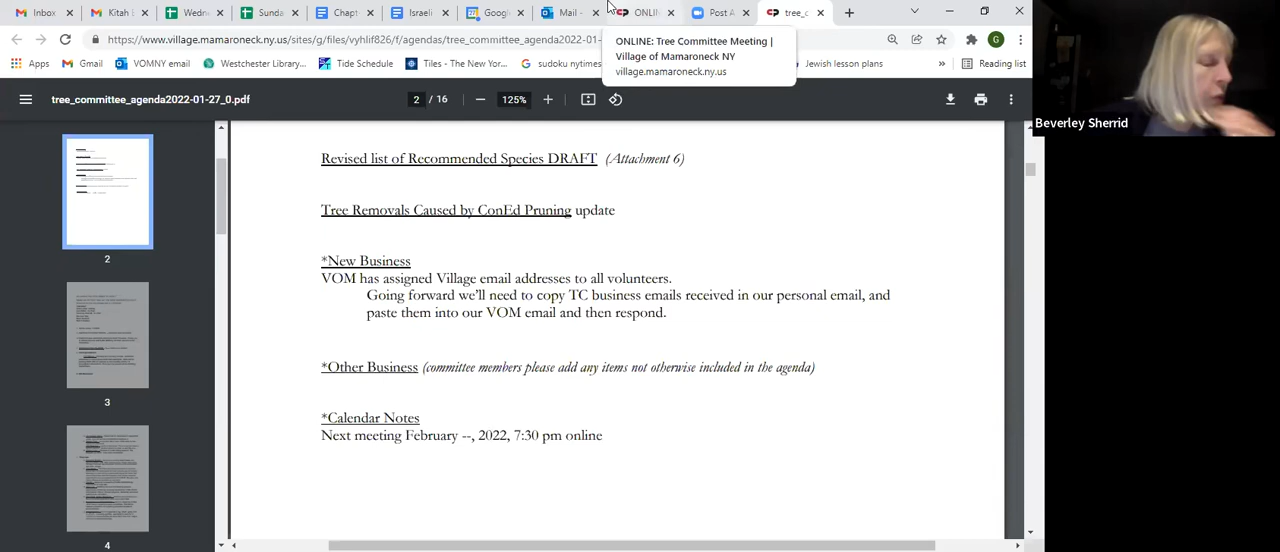 Inbox
Kitah E
Wedne
Sunda
Chapt
Israeli
Googl
Mail -
ONLIN
Post A
tree_c
https://www.village.mamaroneck.ny.us/sites/g/files/vyhlif826/f/agendas/tree_committee_agenda2022-01-
ONLINE: Tree Committee Meeting |
Village of Mamaroneck NY
village.mamaroneck.ny.us
G
Apps
Gmail
VOMNY email
Westchester Library...
Tide Schedule
Tiles - The New Yor...
sudoku nytimes
Jewish lesson plans
»
Reading list
tree_committee_agenda2022-01-27_0.pdf
2 / 16
125%
Beverley Sherrid
Revised list of Recommended Species DRAFT (Attachment 6)
Tree Removals Caused by ConEd Pruning update
*New Business
VOM has assigned Village email addresses to all volunteers.
Going forward we'll need to copy TC business emails received in our personal email, and
paste them into our VOM email and then respond.
*Other Business (committee members please add any items not otherwise included in the agenda)
*Calendar Notes
Next meeting February --, 2022, 7:30 pm online
2
3
4